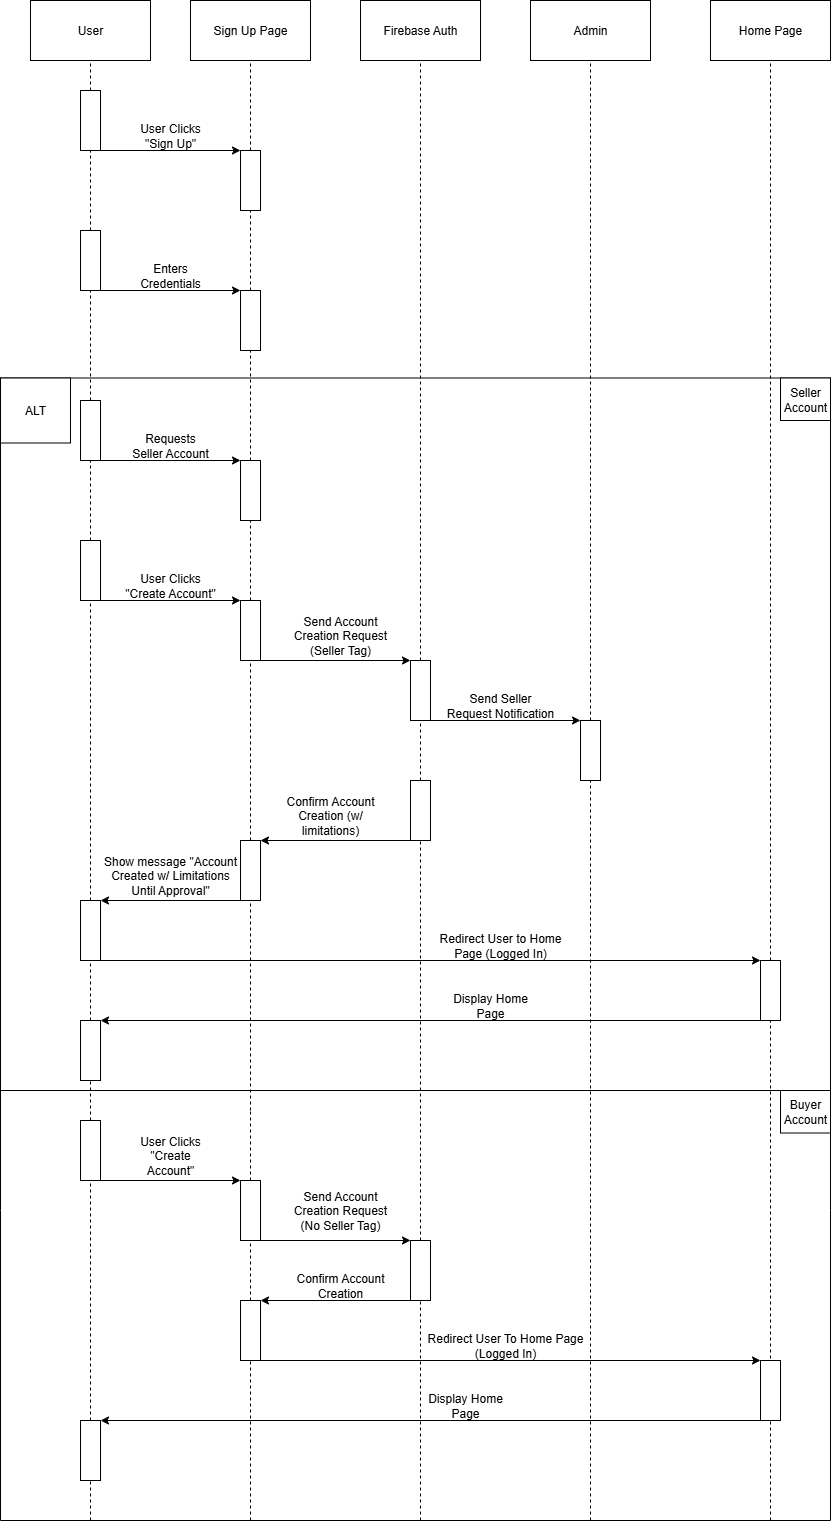 User
Sign Up Page
Firebase Auth
Admin
Home Page
User Clicks
"Sign Up"
Enters
Credentials
ALT
Seller
Account
Requests
Seller Account
User Clicks
"Create Account"
Send Account
Creation Request
(Seller Tag)
Send Seller
Request Notification
Confirm Account
Creation (w/
limitations)
Show message "Account
Created w/ Limitations
Until Approval"
Redirect User to Home
Page (Logged In)
Display Home
Page
Buyer
Account
User Clicks
"Create
Account"
Send Account
Creation Request
(No Seller Tag)
Confirm Account
Creation
Redirect User To Home Page
(Logged In)
Display Home
Page